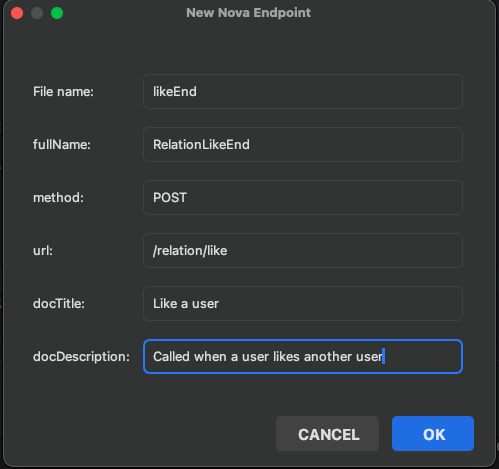 New Nova Endpoint
File name: likeEnd
fullName: RelationLikeEnd
method: POST
url: /relation/like
docTitle: Like a user
docDescription: Called when a user likes another user
CANCEL OK